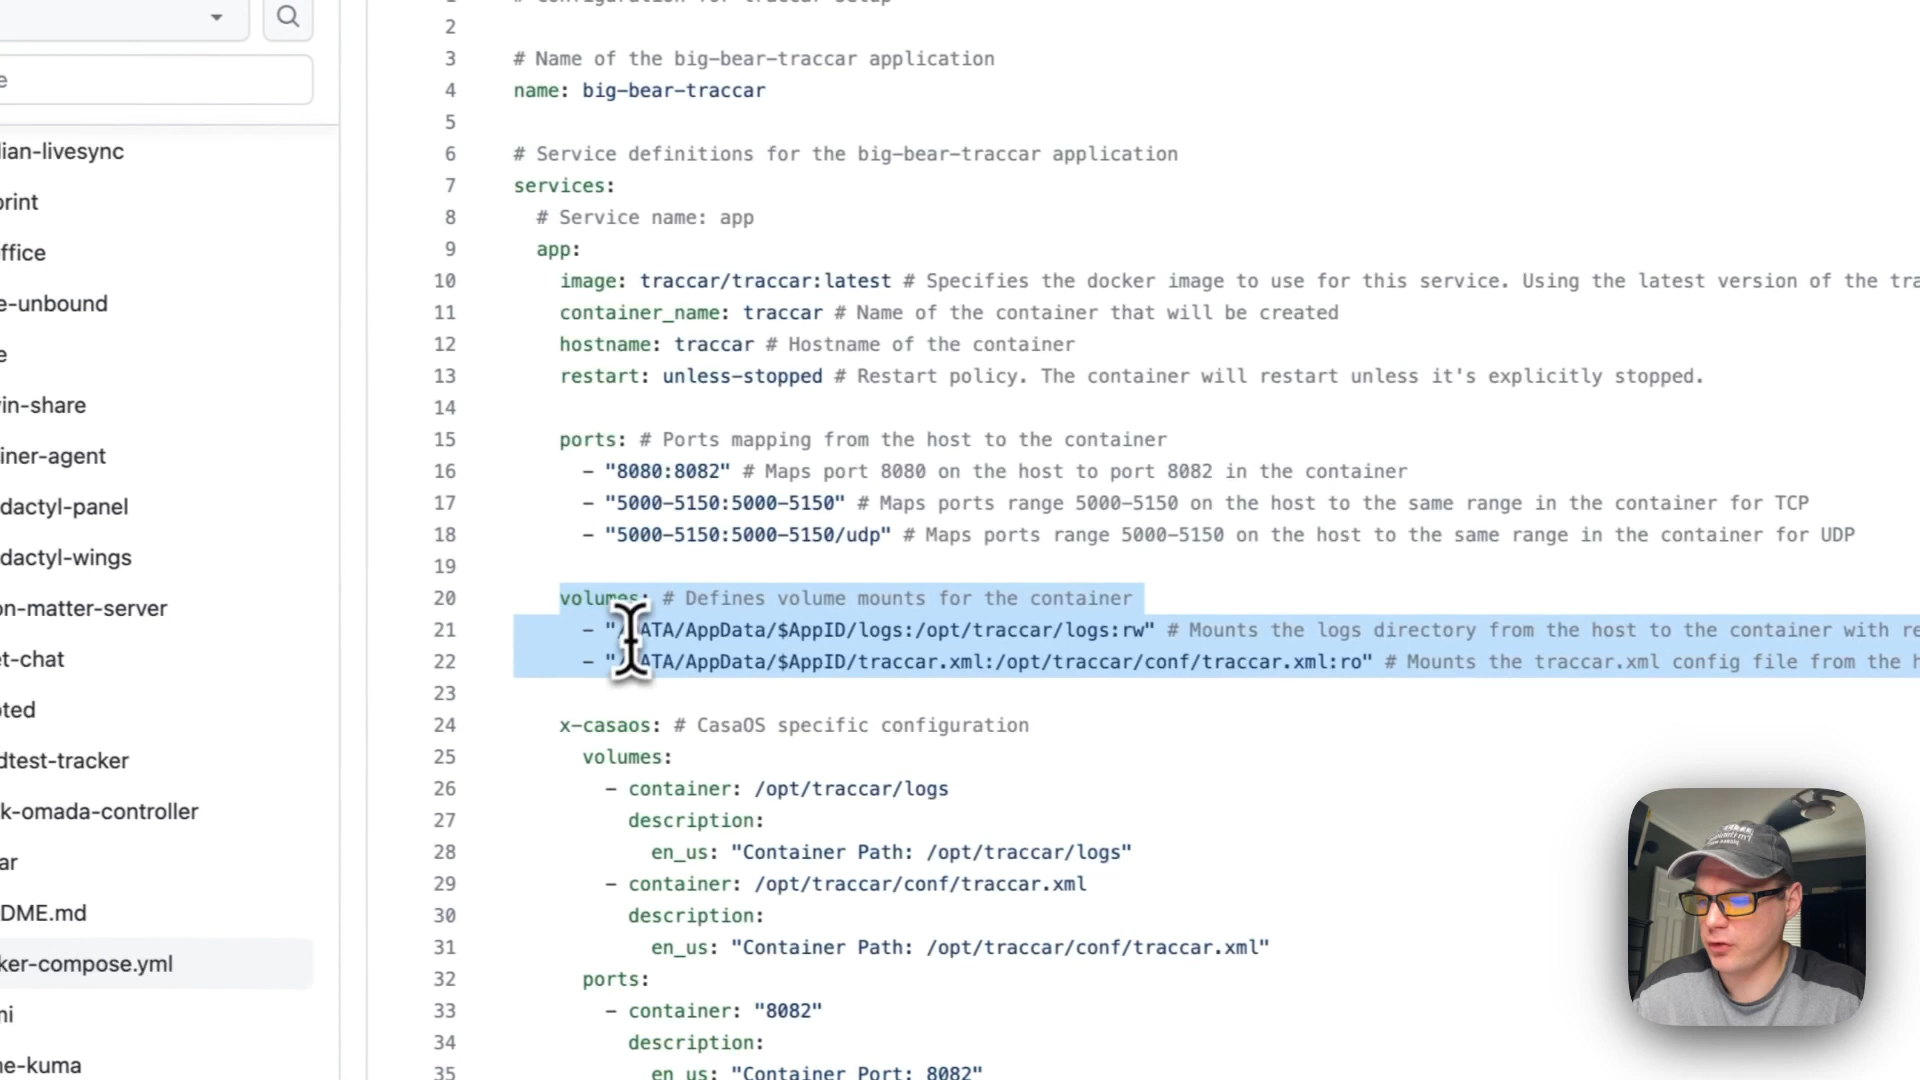 e
lian-livesync
print
ffice
e-unbound
e
in-share
iner-agent
dactyl-panel
dactyl-wings
on-matter-server
et-chat
oted
dtest-tracker
k-omada-controller
ar
DME.md
ker-compose.yml
ni
ne-kuma
2
3 # Name of the big-bear-traccar application
4 name: big-bear-traccar
5
6 # Service definitions for the big-bear-traccar application
7 services:
8 # Service name: app
9 app:
10 image: traccar/traccar:latest # Specifies the docker image to use for this service. Using the latest version of the tra
11 container_name: traccar # Name of the container that will be created
12 hostname: traccar # Hostname of the container
13 restart: unless-stopped # Restart policy. The container will restart unless it's explicitly stopped.
14
15 ports: # Ports mapping from the host to the container
16 - "8080:8082" # Maps port 8080 on the host to port 8082 in the container
17 - "5000-5150:5000-5150" # Maps ports range 5000-5150 on the host to the same range in the container for TCP
18 - "5000-5150:5000-5150/udp" # Maps ports range 5000-5150 on the host to the same range in the container for UDP
19
20 volumes: # Defines volume mounts for the container
21 - "/DATA/AppData/$AppID/logs:/opt/traccar/logs:rw" # Mounts the logs directory from the host to the container with re
22 - "/DATA/AppData/$AppID/traccar.xml:/opt/traccar/conf/traccar.xml:ro" # Mounts the traccar.xml config file from the h
23
24 x-casaos: # CasaOS specific configuration
25 volumes:
26 - container: /opt/traccar/logs
27 description:
28 en_us: "Container Path: /opt/traccar/logs"
29 - container: /opt/traccar/conf/traccar.xml
30 description:
31 en_us: "Container Path: /opt/traccar/conf/traccar.xml"
32 ports:
33 - container: "8082"
34 description:
35 en_us: "Container Port: 8082"